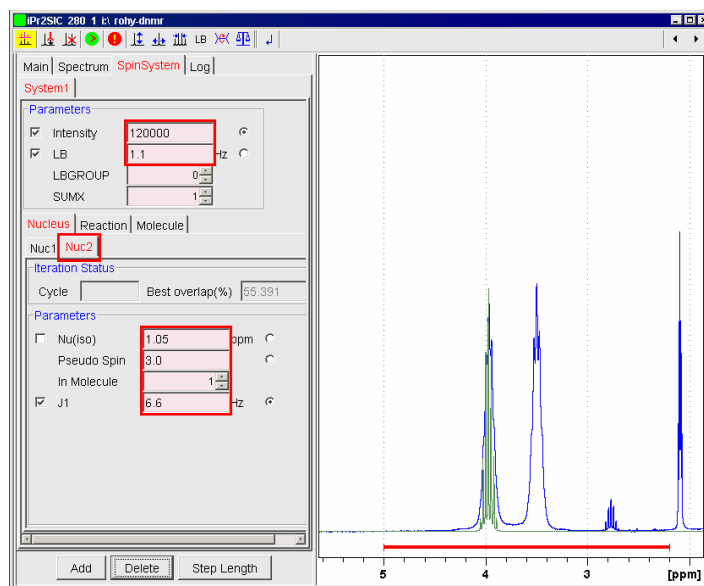 iPr2SIC 280 1 i:\ rohy-dnmr
LB
Main Spectrum SpinSystem Log
System1
Parameters
Intensity 120000
LB 1.1 Hz
LBGROUP 0
SUMX 1
Nucleus Reaction Molecule
Nuc1 Nuc2
Iteration Status
Cycle Best overlap(%) 55.391
Parameters
Nu(iso) 1.05 ppm
Pseudo Spin 3.0
In Molecule 1
J1 6.6 Hz
Add Delete Step Length
5 4 3 [ppm]